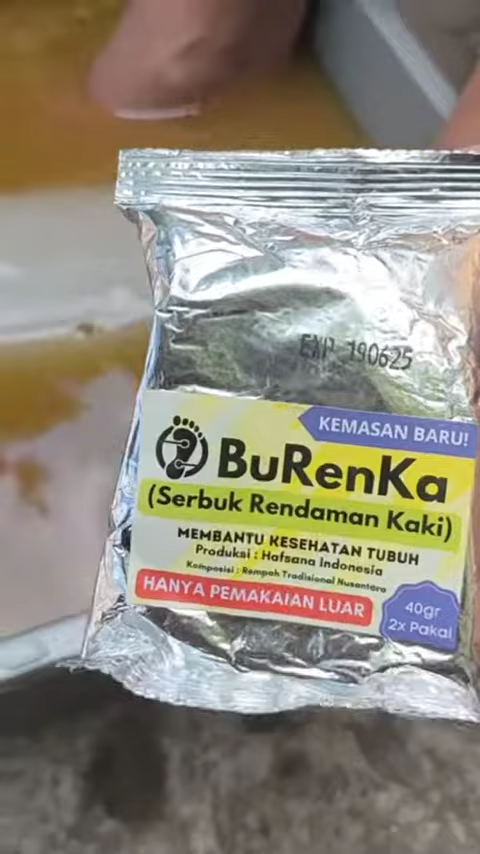 EXP 190625
KEMASAN BARU!
BuRenKa
(Serbuk Rendaman Kaki)
MEMBANTU KESEHATAN TUBUH
Produksi : Hafsana Indonesia
Komposisi : Rempah Tradisional Nusantara
HANYA PEMAKAIAN LUAR
40gr
2x Pakai